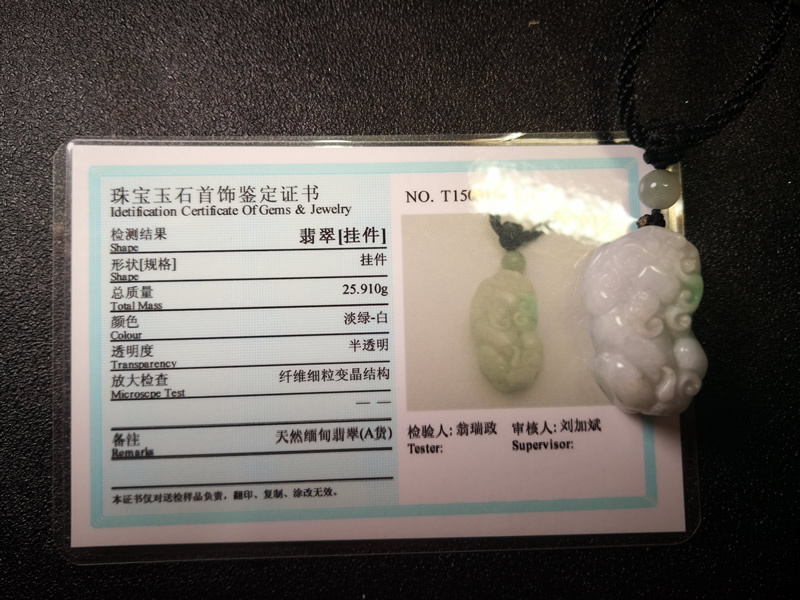 珠宝玉石首饰鉴定证书
Idetification Certificate Of Gems & Jewelry
检测结果 翡翠[挂件]
Shape
形状[规格] 挂件
Shape
总质量 25.910g
Total Mass
颜色 淡绿-白
Colour
透明度 半透明
Transparency
放大检查 纤维细粒变晶结构
Microscpe Test
— —
备注 天然缅甸翡翠(A货)
Remarks
本证书仅对送检样品负责，翻印、复制、涂改无效。
NO.
检验人: 翁瑞政 审核人: 刘加斌
Tester: Supervisor: